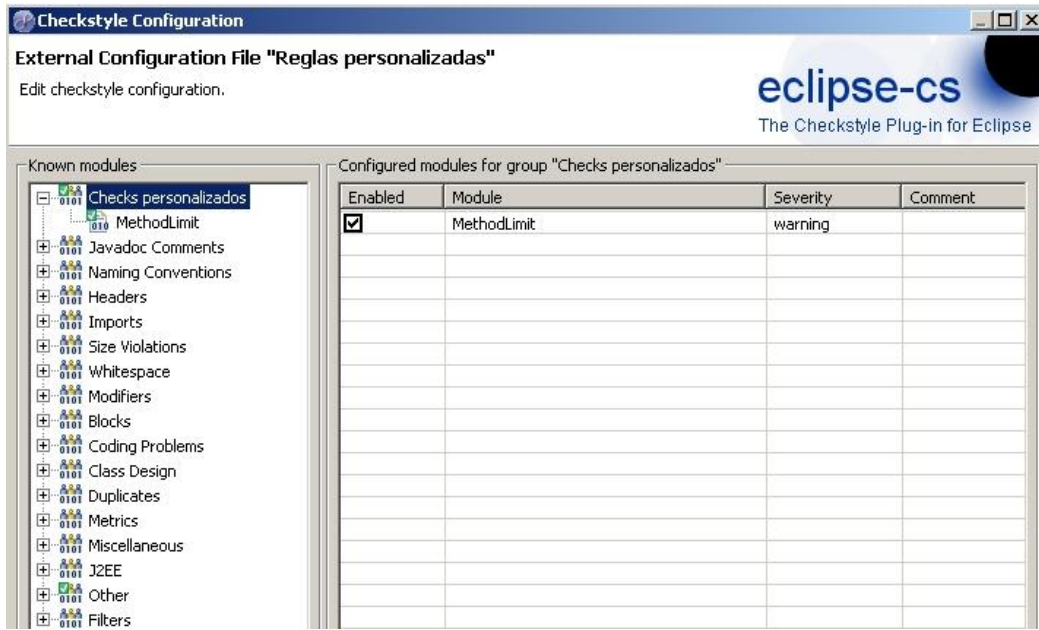 Checkstyle Configuration
External Configuration File "Reglas personalizadas"
Edit checkstyle configuration.
eclipse-cs
The Checkstyle Plug-in for Eclipse
Known modules
Checks personalizados
MethodLimit
Javadoc Comments
Naming Conventions
Headers
Imports
Size Violations
Whitespace
Modifiers
Blocks
Coding Problems
Class Design
Duplicates
Metrics
Miscellaneous
J2EE
Other
Filters
Configured modules for group "Checks personalizados"
Enabled Module Severity Comment
MethodLimit warning